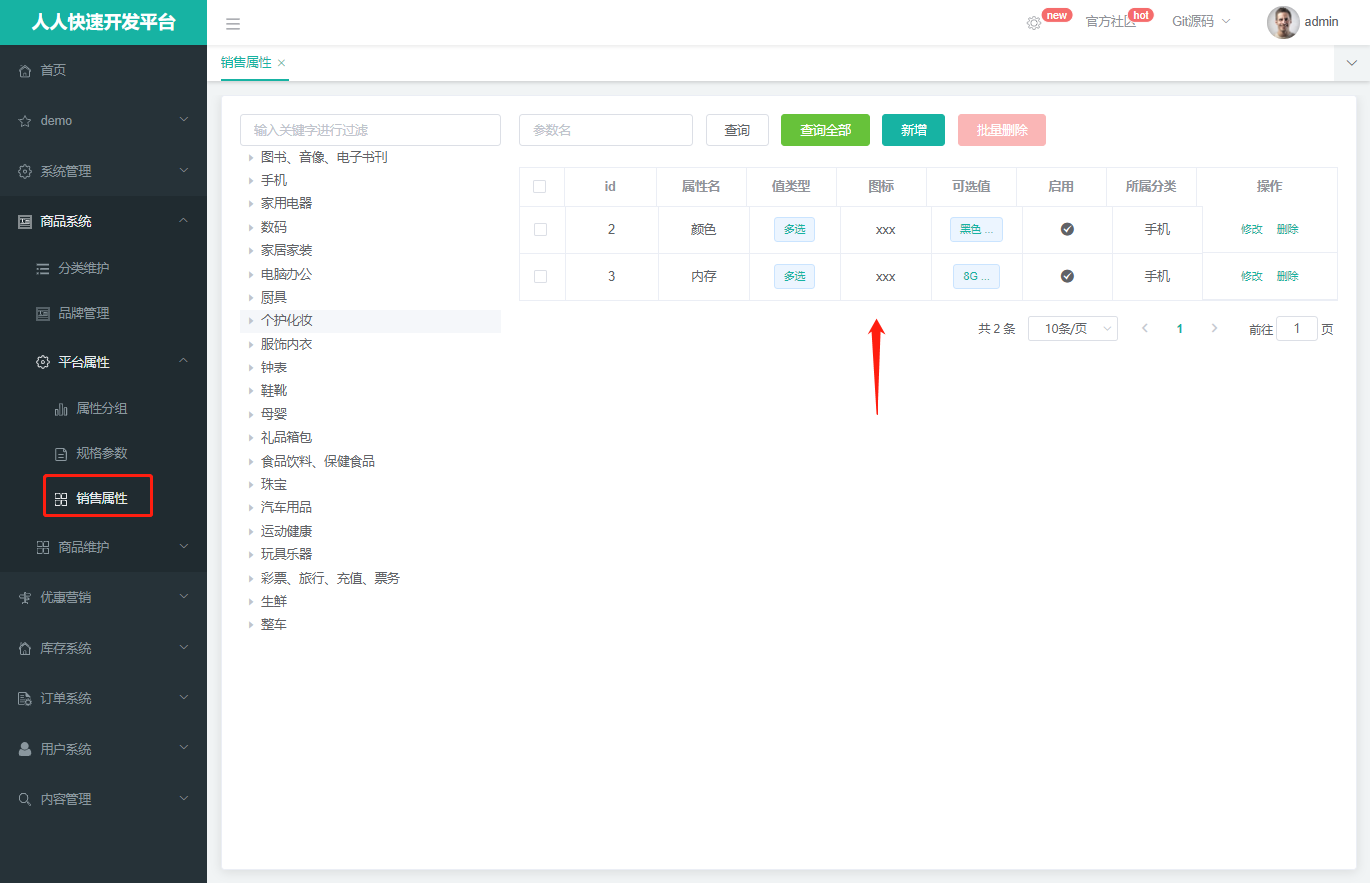 人人快速开发平台
new
官方社区
hot
Git源码
admin
首页
demo
系统管理
商品系统
分类维护
品牌管理
平台属性
属性分组
规格参数
销售属性
商品维护
优惠营销
库存系统
订单系统
用户系统
内容管理
销售属性
输入关键字进行过滤
图书、音像、电子书刊
手机
家用电器
数码
家居家装
电脑办公
厨具
个护化妆
服饰内衣
钟表
鞋靴
母婴
礼品箱包
食品饮料、保健食品
珠宝
汽车用品
运动健康
玩具乐器
彩票、旅行、充值、票务
生鲜
整车
参数名 查询 查询全部 新增 批量删除
id 属性名 值类型 图标 可选值 启用 所属分类 操作
2 颜色 多选 xxx 黑色 ... 手机 修改 删除
3 内存 多选 xxx 8G ... 手机 修改 删除
共 2 条 10条/页 1 前往 1 页